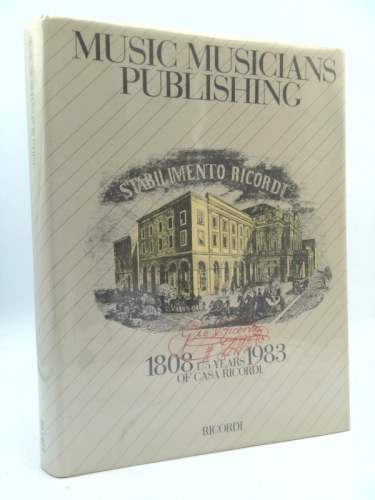 MUSIC MUSICIANS
PUBLISHING
STABILIMENTO RICORDI
1808 175 YEARS 1983
OF CASA RICORDI
RICORDI